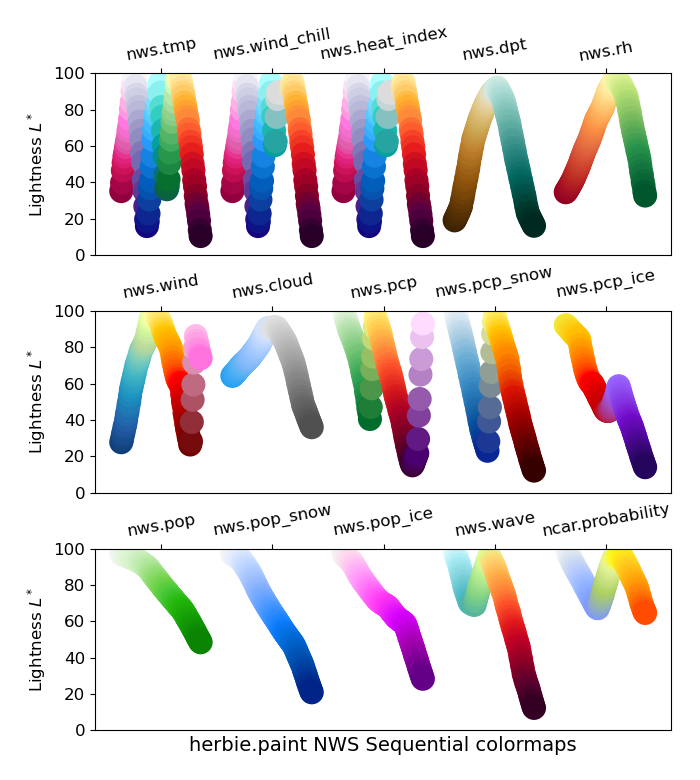 nws.tmp nws.wind_chill nws.heat_index nws.dpt nws.rh
100
80
60
40
20
0
Lightness L*
nws.wind nws.cloud nws.pcp nws.pcp_snow nws.pcp_ice
100
80
60
40
20
0
Lightness L*
nws.pop nws.pop_snow nws.pop_ice nws.wave ncar.probability
100
80
60
40
20
0
Lightness L*
herbie.paint NWS Sequential colormaps